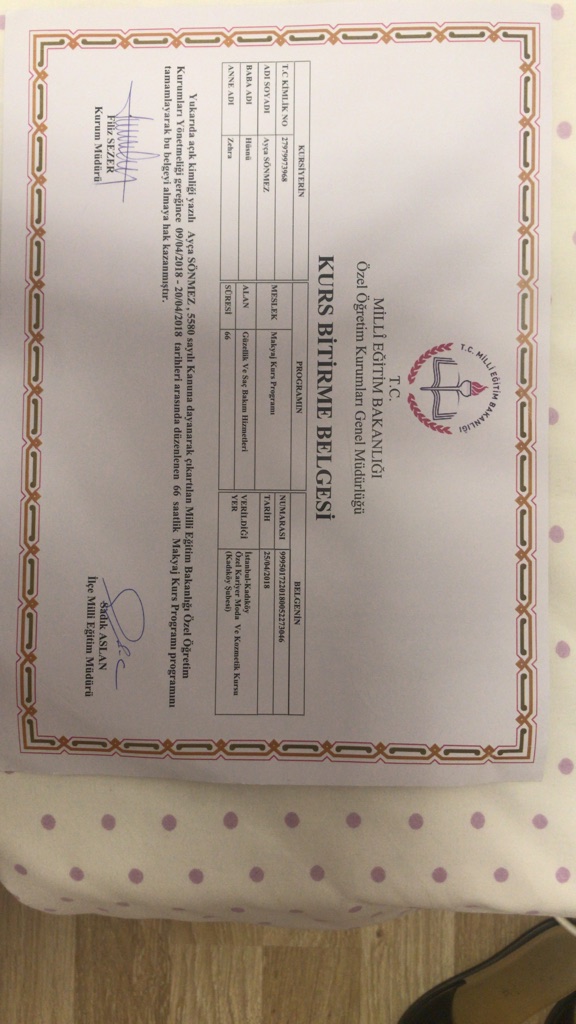 T.C. MİLLİ EĞİTİM BAKANLIĞI
T.C.
MİLLÎ EĞİTİM BAKANLIĞI
Özel Öğretim Kurumları Genel Müdürlüğü
KURS BİTİRME BELGESİ
KURSİYERİN
T.C KİMLİK NO 27979973968
ADI SOYADI Ayça SÖNMEZ
BABA ADI Hüsnü
ANNE ADI Zehra
PROGRAMIN
MESLEK Makyaj Kurs Programı
ALAN Güzellik Ve Saç Bakım Hizmetleri
SÜRESİ 66
BELGENİN
NUMARASI 9995017220180052273046
TARİH 25/04/2018
VERİLDİĞİ YER İstanbul-Kadıköy
Özel Kariyer Moda Ve Kozmetik Kursu
(Kadıköy Şubesi)
Yukarıda açık kimliği yazılı Ayça SÖNMEZ , 5580 sayılı Kanuna dayanarak çıkartılan Milli Eğitim Bakanlığı Özel Öğretim
Kurumları Yönetmeliği gereğince 09/04/2018 - 20/04/2018 tarihleri arasında düzenlenen 66 saatlik Makyaj Kurs Programı programını
tamamlayarak bu belgeyi almaya hak kazanmıştır.
Filiz SEZER
Kurum Müdürü
Sadık ASLAN
İlçe Milli Eğitim Müdürü